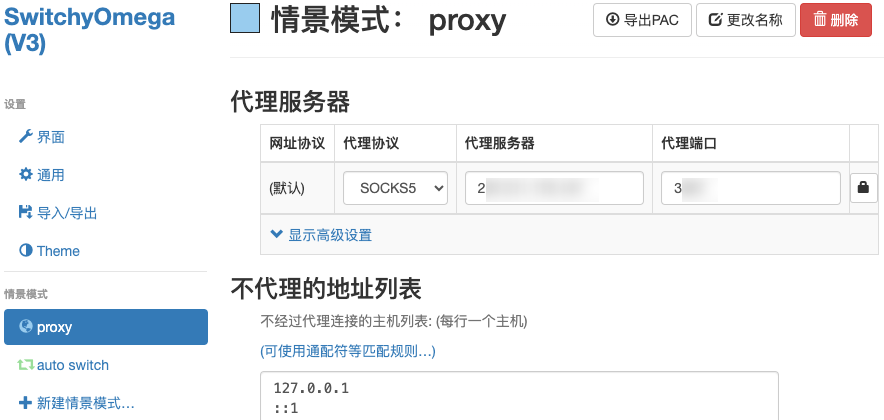 SwitchyOmega
(V3)
设置
界面
通用
导入/导出
Theme
情景模式
proxy
auto switch
新建情景模式…
情景模式： proxy
导出PAC
更改名称
删除
代理服务器
网址协议 代理协议 代理服务器 代理端口
(默认) SOCKS5 2 3
显示高级设置
不代理的地址列表
不经过代理连接的主机列表: (每行一个主机)
(可使用通配符等匹配规则…)
127.0.0.1
::1